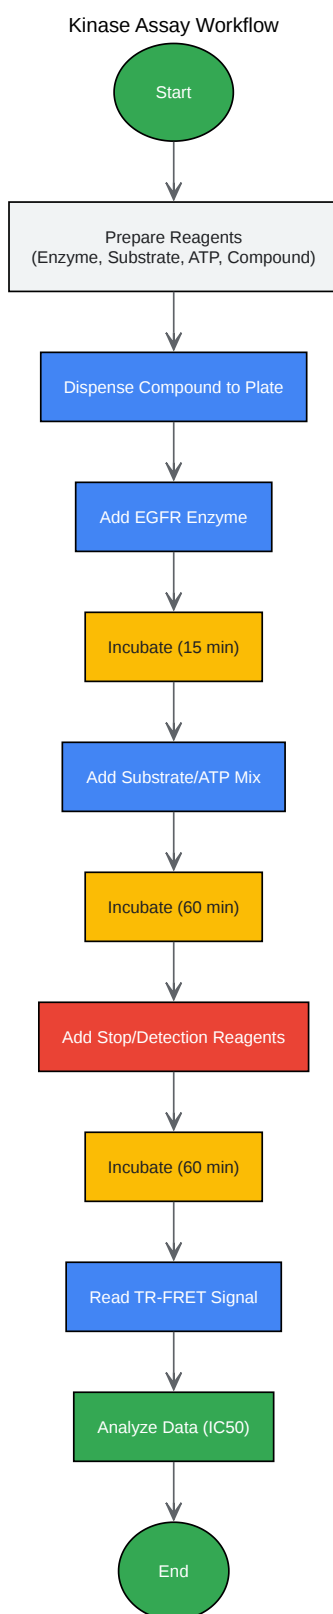 Kinase Assay Workflow
Start
Prepare Reagents
(Enzyme, Substrate, ATP, Compound)
Dispense Compound to Plate
Add EGFR Enzyme
Incubate (15 min)
Add Substrate/ATP Mix
Incubate (60 min)
Add Stop/Detection Reagents
Incubate (60 min)
Read TR-FRET Signal
Analyze Data (IC50)
End